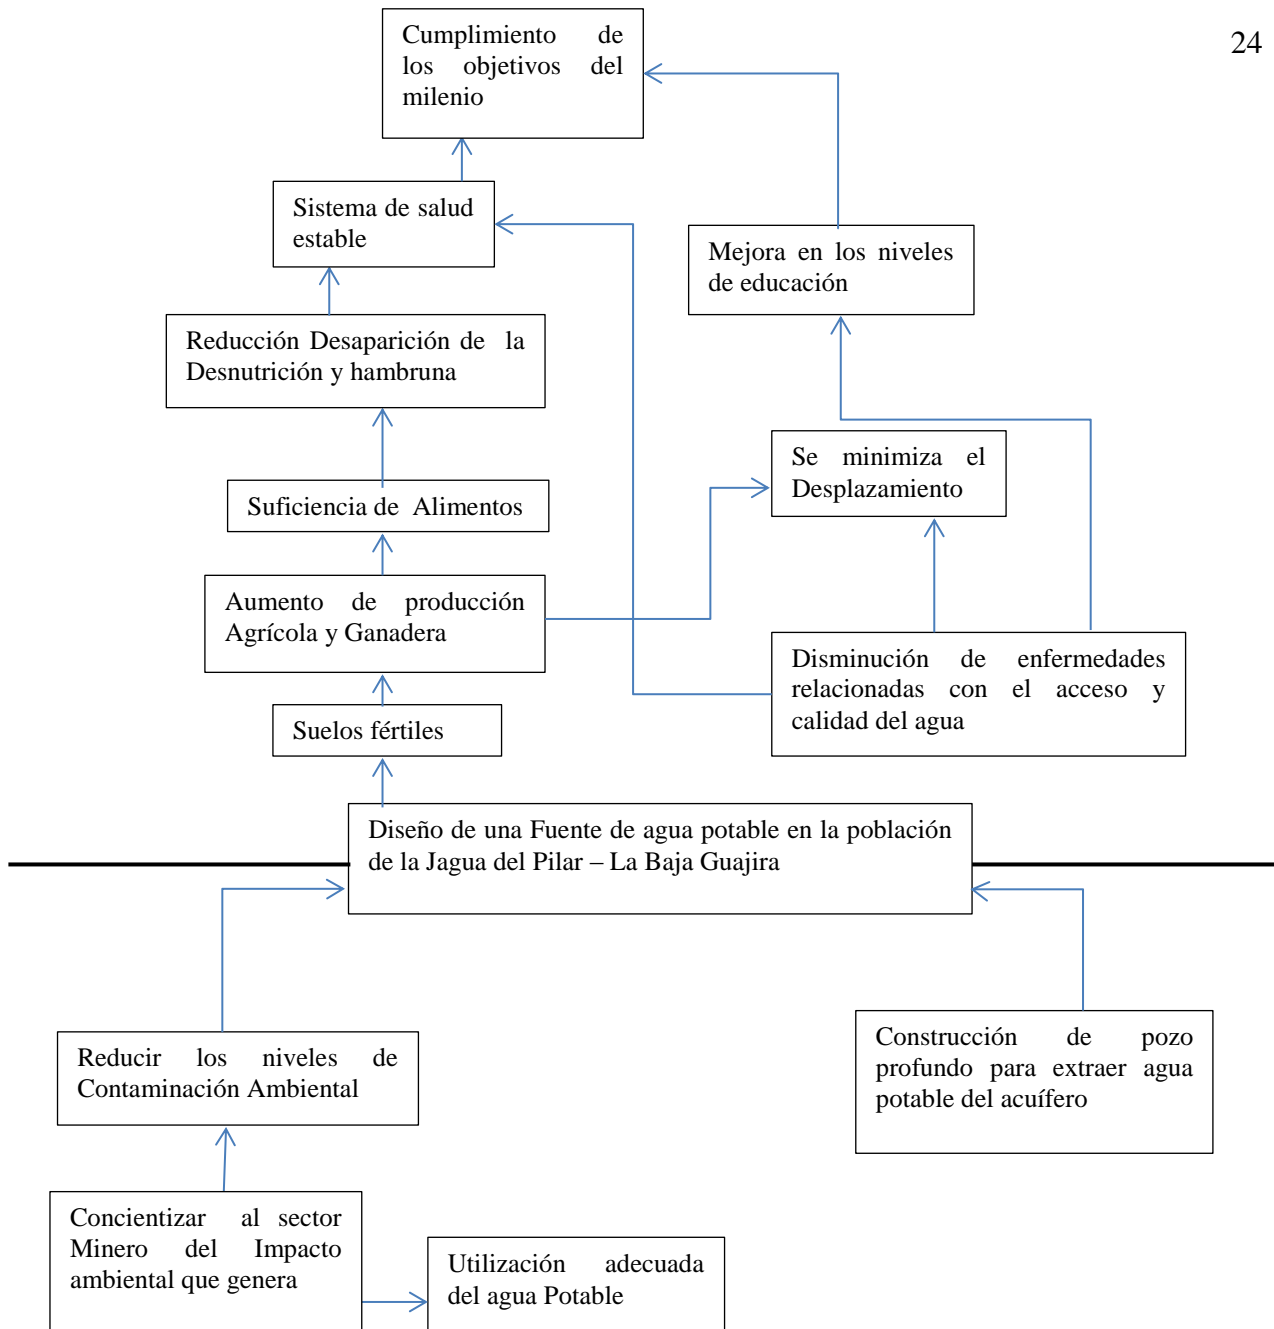 24
Cumplimiento de
los objetivos del
milenio
Sistema de salud
estable
Mejora en los niveles
de educación
Reducción Desaparición de la
Desnutrición y hambruna
Se minimiza el
Desplazamiento
Suficiencia de Alimentos
Aumento de producción
Agrícola y Ganadera
Disminución de enfermedades
relacionadas con el acceso y
calidad del agua
Suelos fértiles
Diseño de una Fuente de agua potable en la población
de la Jagua del Pilar – La Baja Guajira
Reducir los niveles de
Contaminación Ambiental
Construcción de pozo
profundo para extraer agua
potable del acuífero
Concientizar al sector
Minero del Impacto
ambiental que genera
Utilización adecuada
del agua Potable